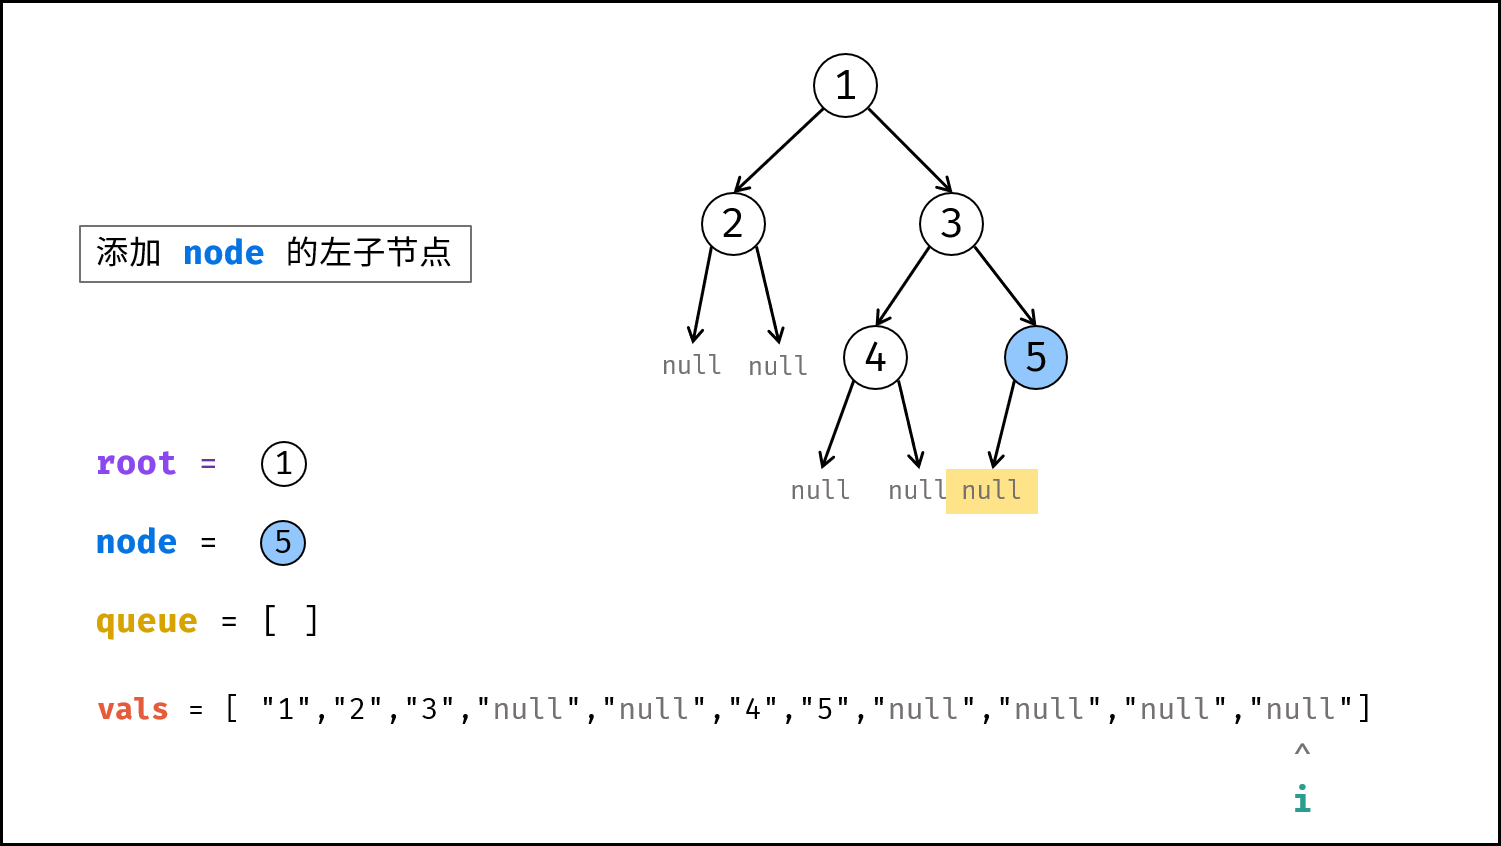 1
2 3
添加 node 的左子节点
null null 4 5
root = 1
null null null
node = 5
queue = [ ]
vals = [ "1","2","3","null","null","4","5","null","null","null","null"]
^
i